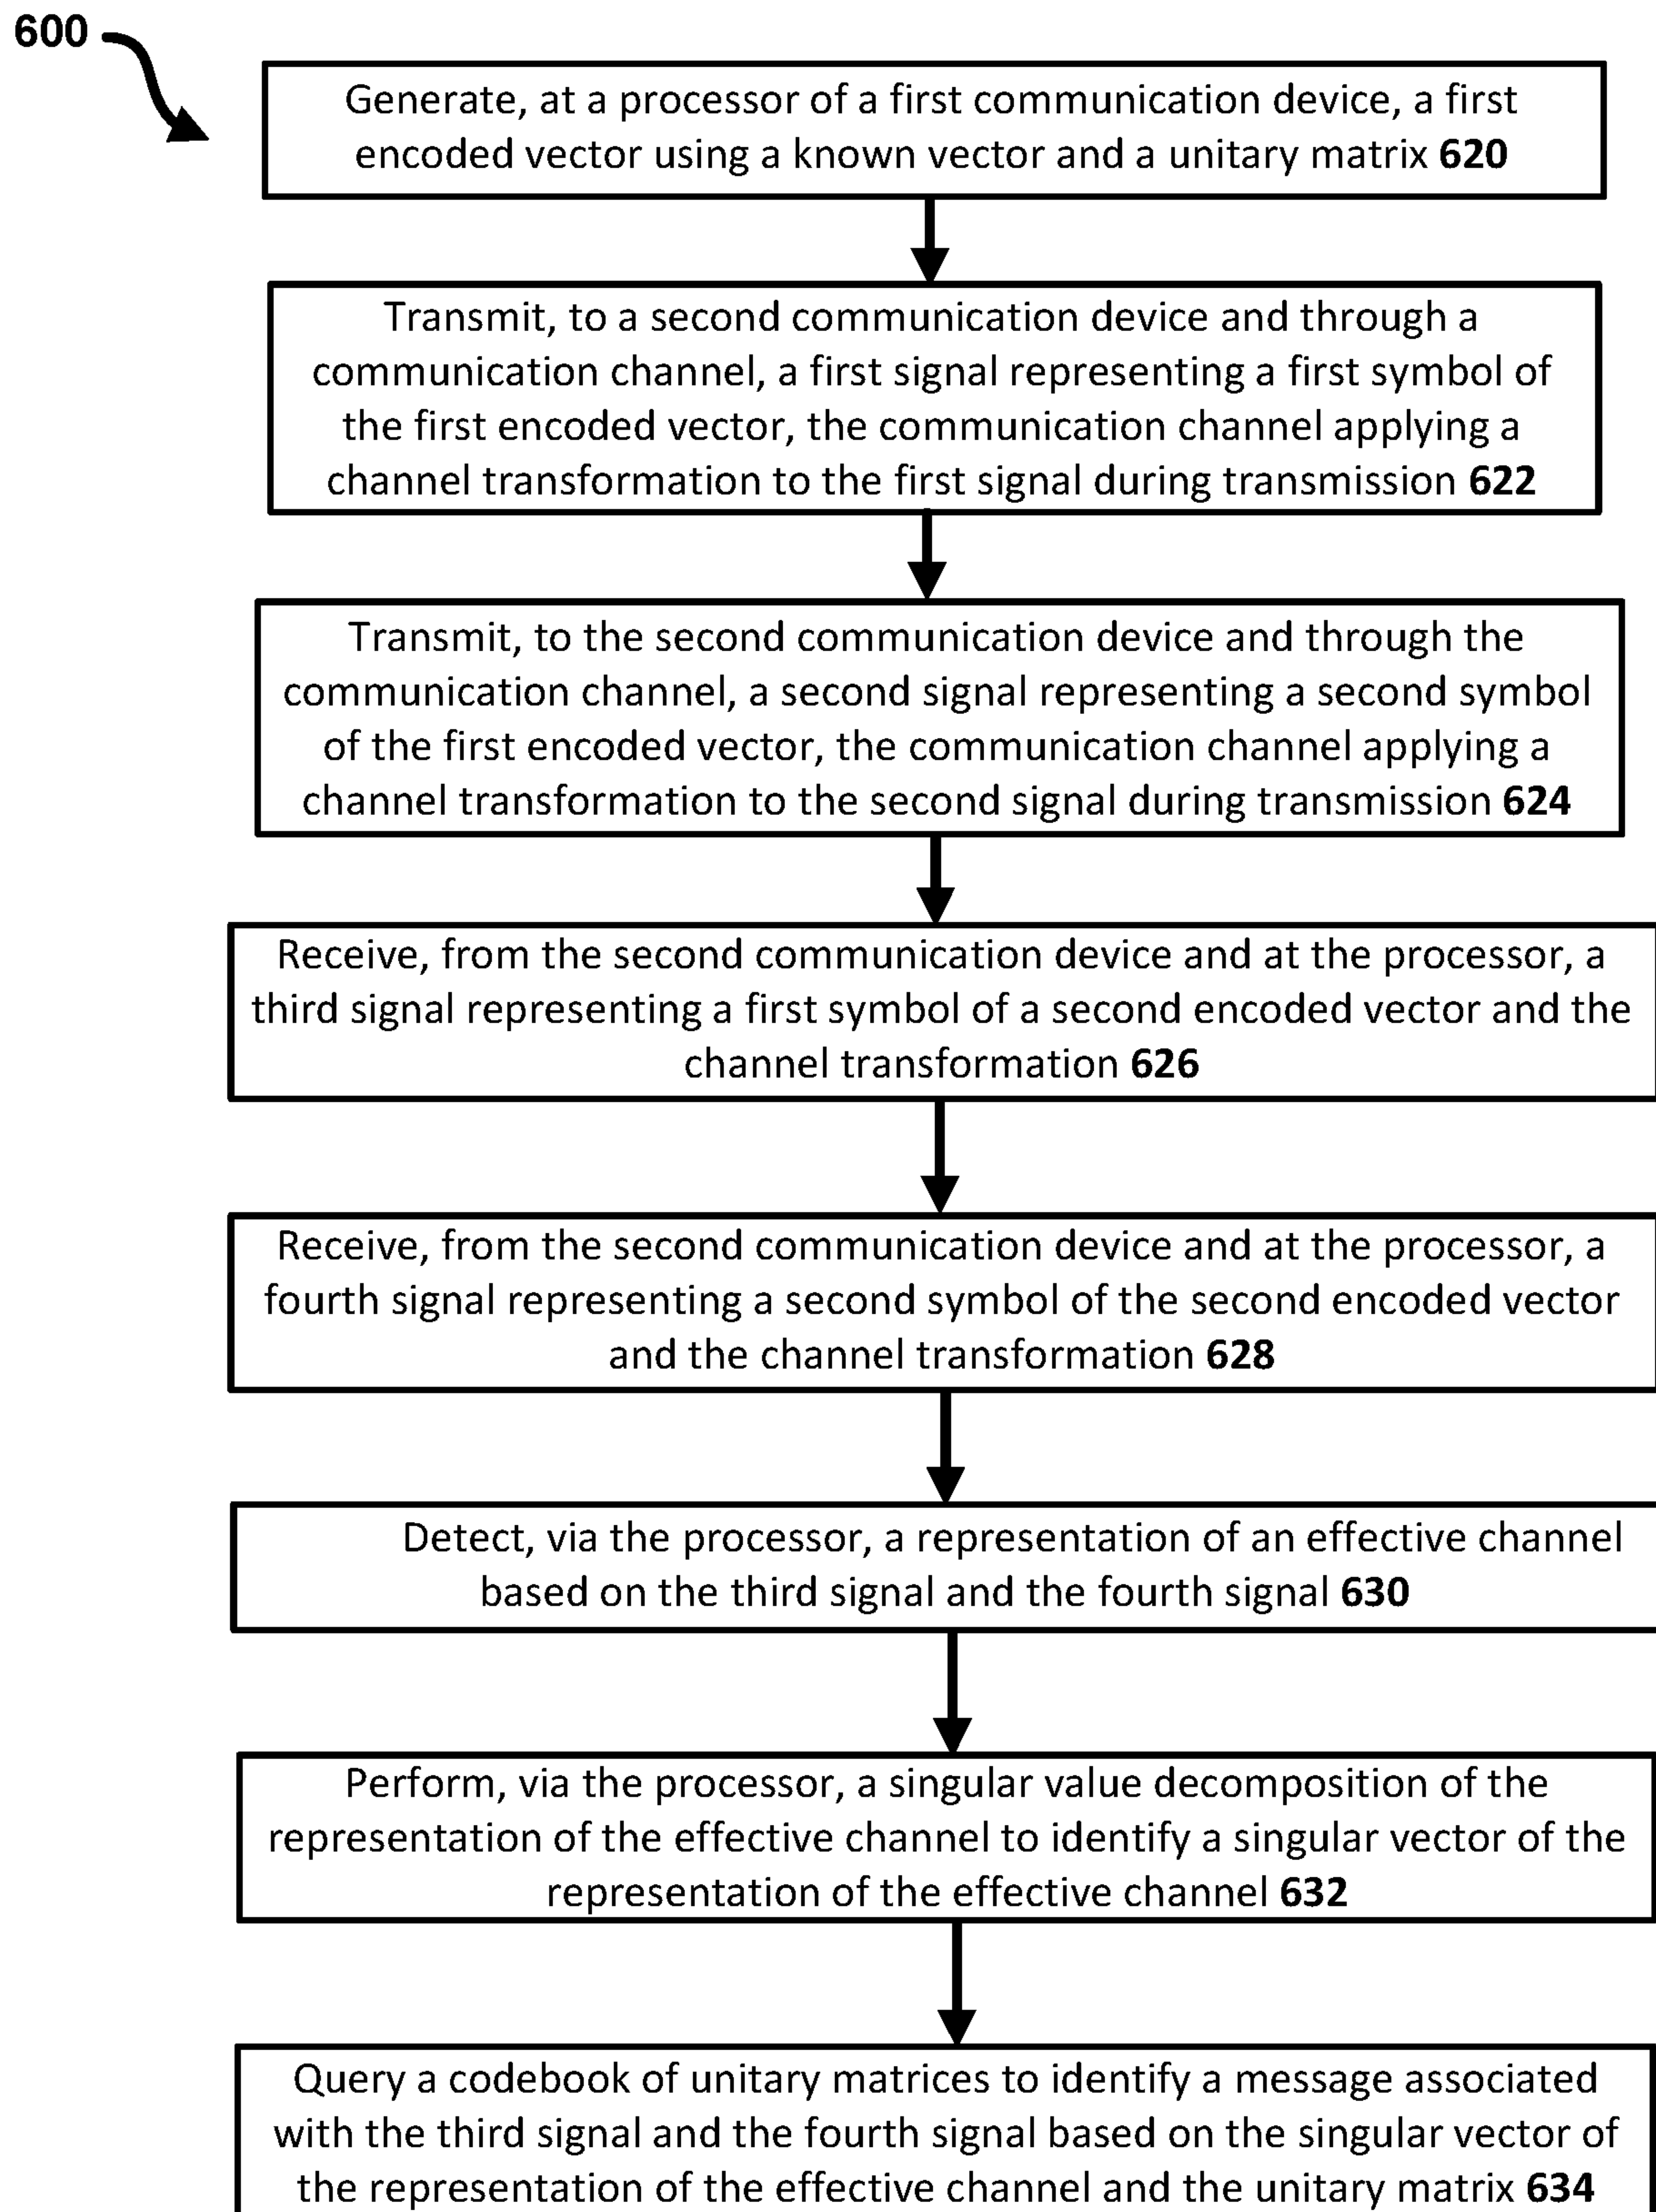 600
Generate, at a processor of a first communication device, a first
encoded vector using a known vector and a unitary matrix 620
Transmit, to a second communication device and through a
communication channel, a first signal representing a first symbol of
the first encoded vector, the communication channel applying a
channel transformation to the first signal during transmission 622
Transmit, to the second communication device and through the
communication channel, a second signal representing a second symbol
of the first encoded vector, the communication channel applying a
channel transformation to the second signal during transmission 624
Receive, from the second communication device and at the processor, a
third signal representing a first symbol of a second encoded vector and the
channel transformation 626
Receive, from the second communication device and at the processor, a
fourth signal representing a second symbol of the second encoded vector
and the channel transformation 628
Detect, via the processor, a representation of an effective channel
based on the third signal and the fourth signal 630
Perform, via the processor, a singular value decomposition of the
representation of the effective channel to identify a singular vector of the
representation of the effective channel 632
Query a codebook of unitary matrices to identify a message associated
with the third signal and the fourth signal based on the singular vector of
the representation of the effective channel and the unitary matrix 634